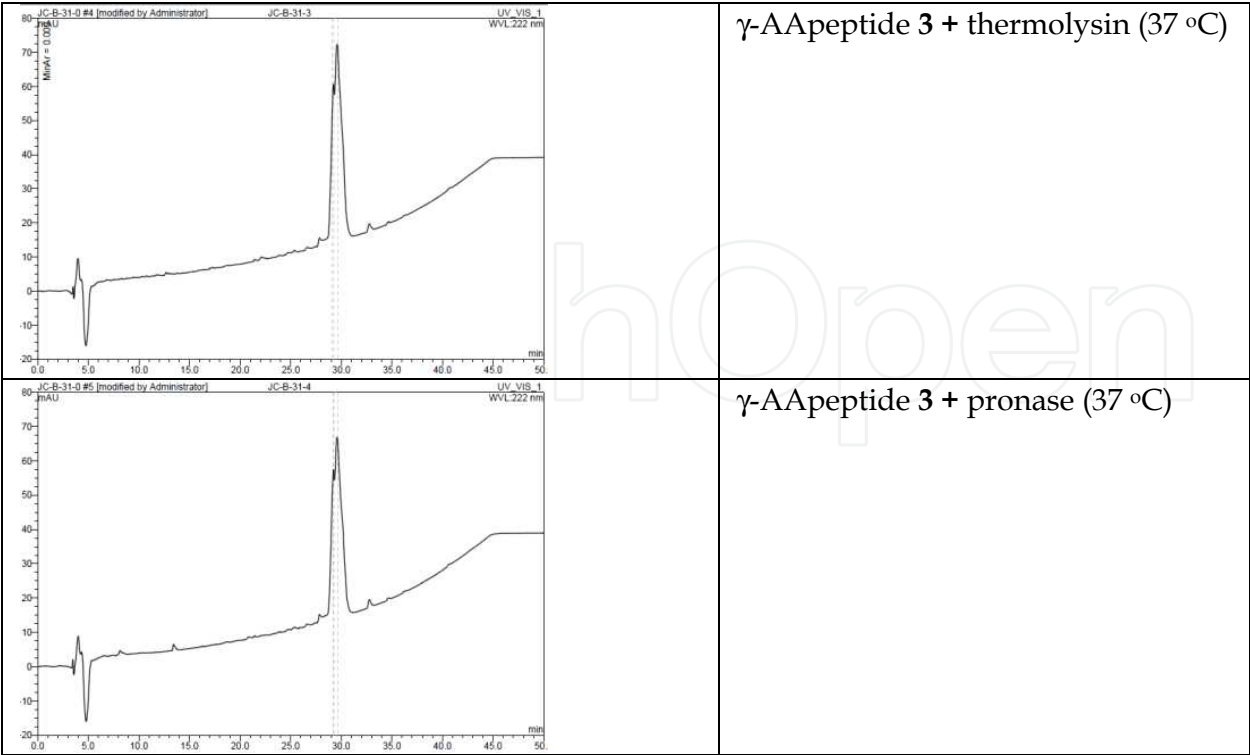 JC-B-31-0 #4 [modified by Administrator] JC-B-31-3 UV_VIS_1
mAU WVL:222 nm
80
70
60
50
40
30
20
10
0
-10
-20
0.0 5.0 10.0 15.0 20.0 25.0 30.0 35.0 40.0 45.0 50.
min
γ-AApeptide 3 + thermolysin (37 °C)
hOpen
JC-B-31-0 #5 [modified by Administrator] JC-B-31-4 UV_VIS_1
mAU WVL:222 nm
80
70
60
50
40
30
20
10
0
-10
-20
0.0 5.0 10.0 15.0 20.0 25.0 30.0 35.0 40.0 45.0 50.
min
γ-AApeptide 3 + pronase (37 °C)